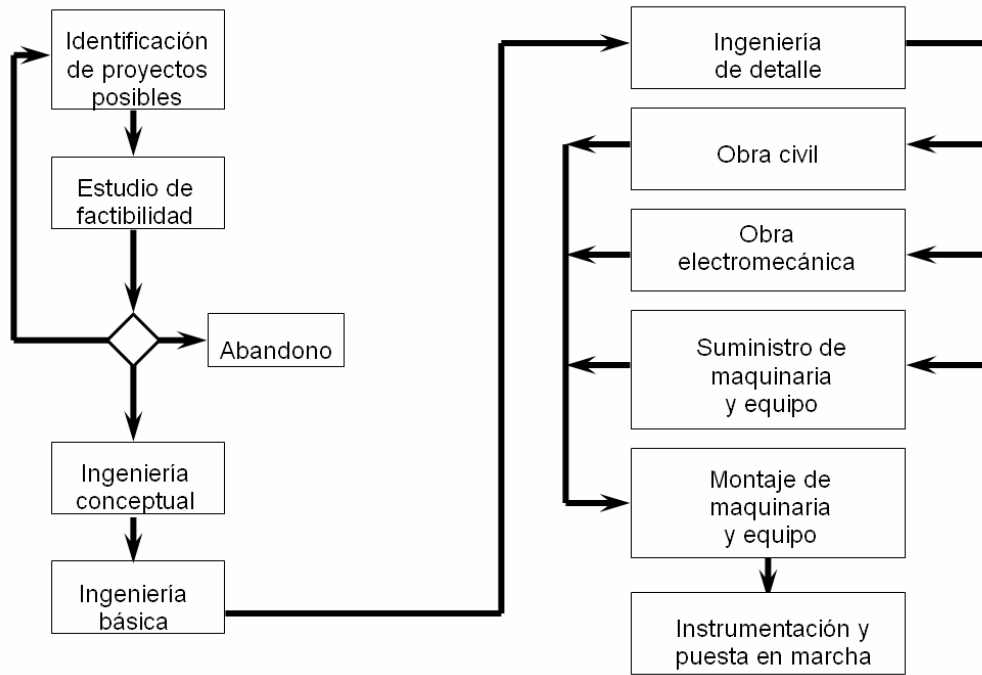 Identificación
de proyectos
posibles
Estudio de
factibilidad
Abandono
Ingeniería
conceptual
Ingeniería
básica
Ingeniería
de detalle
Obra civil
Obra
electromecánica
Suministro de
maquinaria
y equipo
Montaje de
maquinaria
y equipo
Instrumentación y
puesta en marcha